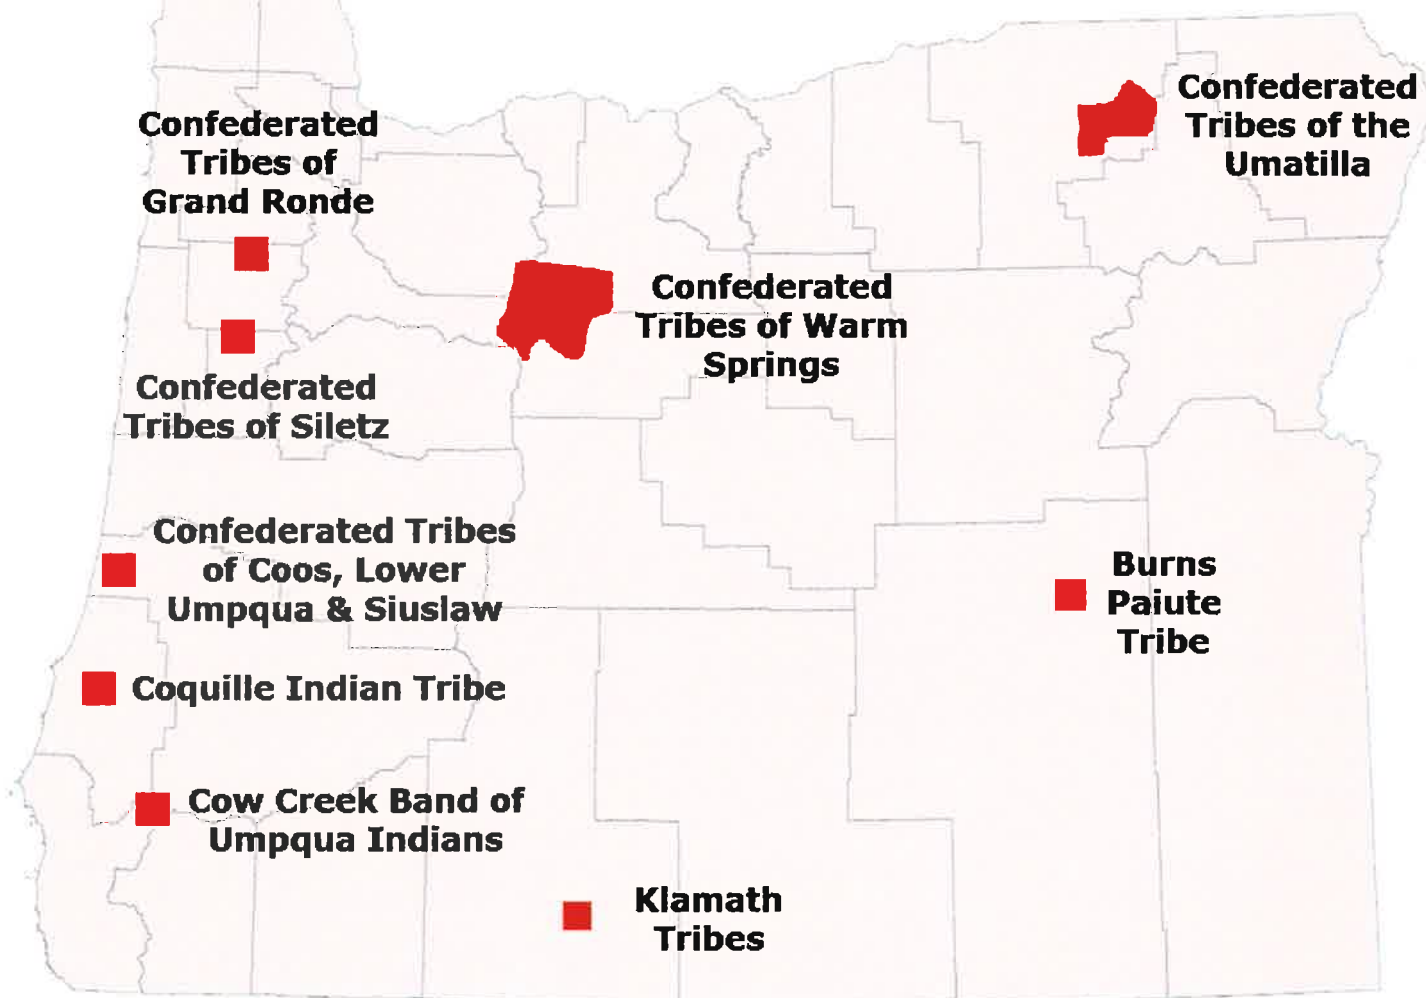 Confederated
Tribes of
Grand Ronde
Confederated
Tribes of the
Umatilla
Confederated
Tribes of Warm
Springs
Confederated
Tribes of Siletz
Confederated Tribes
of Coos, Lower
Umpqua & Siuslaw
Burns
Paiute
Tribe
Coquille Indian Tribe
Cow Creek Band of
Umpqua Indians
Klamath
Tribes